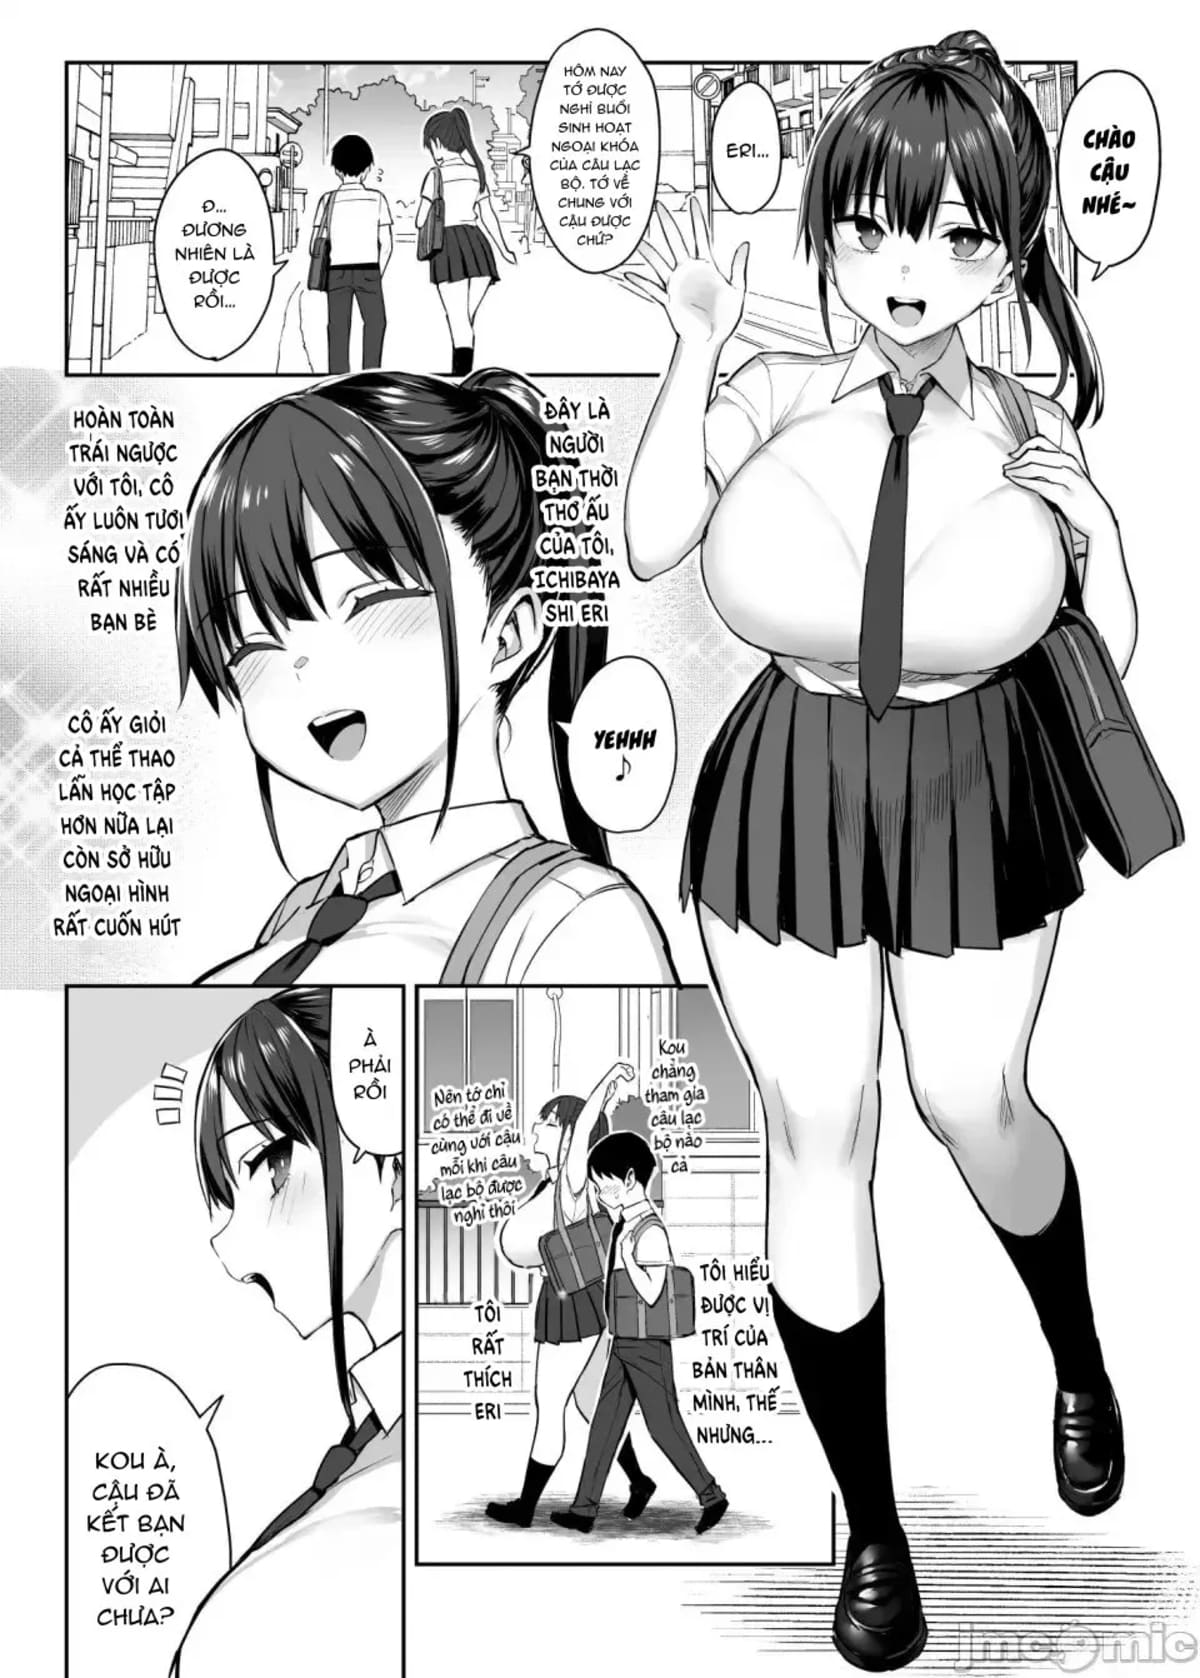 CHÀO
CẬU
NHÉ~
ERI...
HÔM NAY
TỚ ĐƯỢC
NGHỈ BUỔI
SINH HOẠT
NGOẠI KHÓA
CỦA CÂU LẠC
BỘ. TỚ VỀ
CHUNG VỚI
CẬU ĐƯỢC
CHỨ?
Đ...
ĐƯƠNG
NHIÊN LÀ
ĐƯỢC
RỒI...
ĐÂY LÀ
NGƯỜI
BẠN THỜI
THƠ ẤU
CỦA TÔI,
ICHIBAYA
SHI ERI
YEHHH
♪
HOÀN TOÀN
TRÁI NGƯỢC
VỚI TÔI, CÔ
ẤY LUÔN TƯƠI
SÁNG VÀ CÓ
RẤT NHIỀU
BẠN BÈ
CÔ ẤY GIỎI
CẢ THỂ THAO
LẪN HỌC TẬP
HƠN NỮA LẠI
CÒN SỞ HỮU
NGOẠI HÌNH
RẤT CUỐN HÚT
Kou
chẳng
tham gia
câu lạc
bộ nào
cả
Nên tớ chỉ
có thể đi về
cùng với cậu
mỗi khi câu
lạc bộ được
nghỉ thôi
TÔI HIỂU
ĐƯỢC VỊ
TRÍ CỦA
BẢN THÂN
MÌNH, THẾ
NHƯNG...
TÔI
RẤT
THÍCH
ERI
À
PHẢI
RỒI
KOU À,
CẬU ĐÃ
KẾT BẠN
ĐƯỢC
VỚI AI
CHƯA?
jmcomic